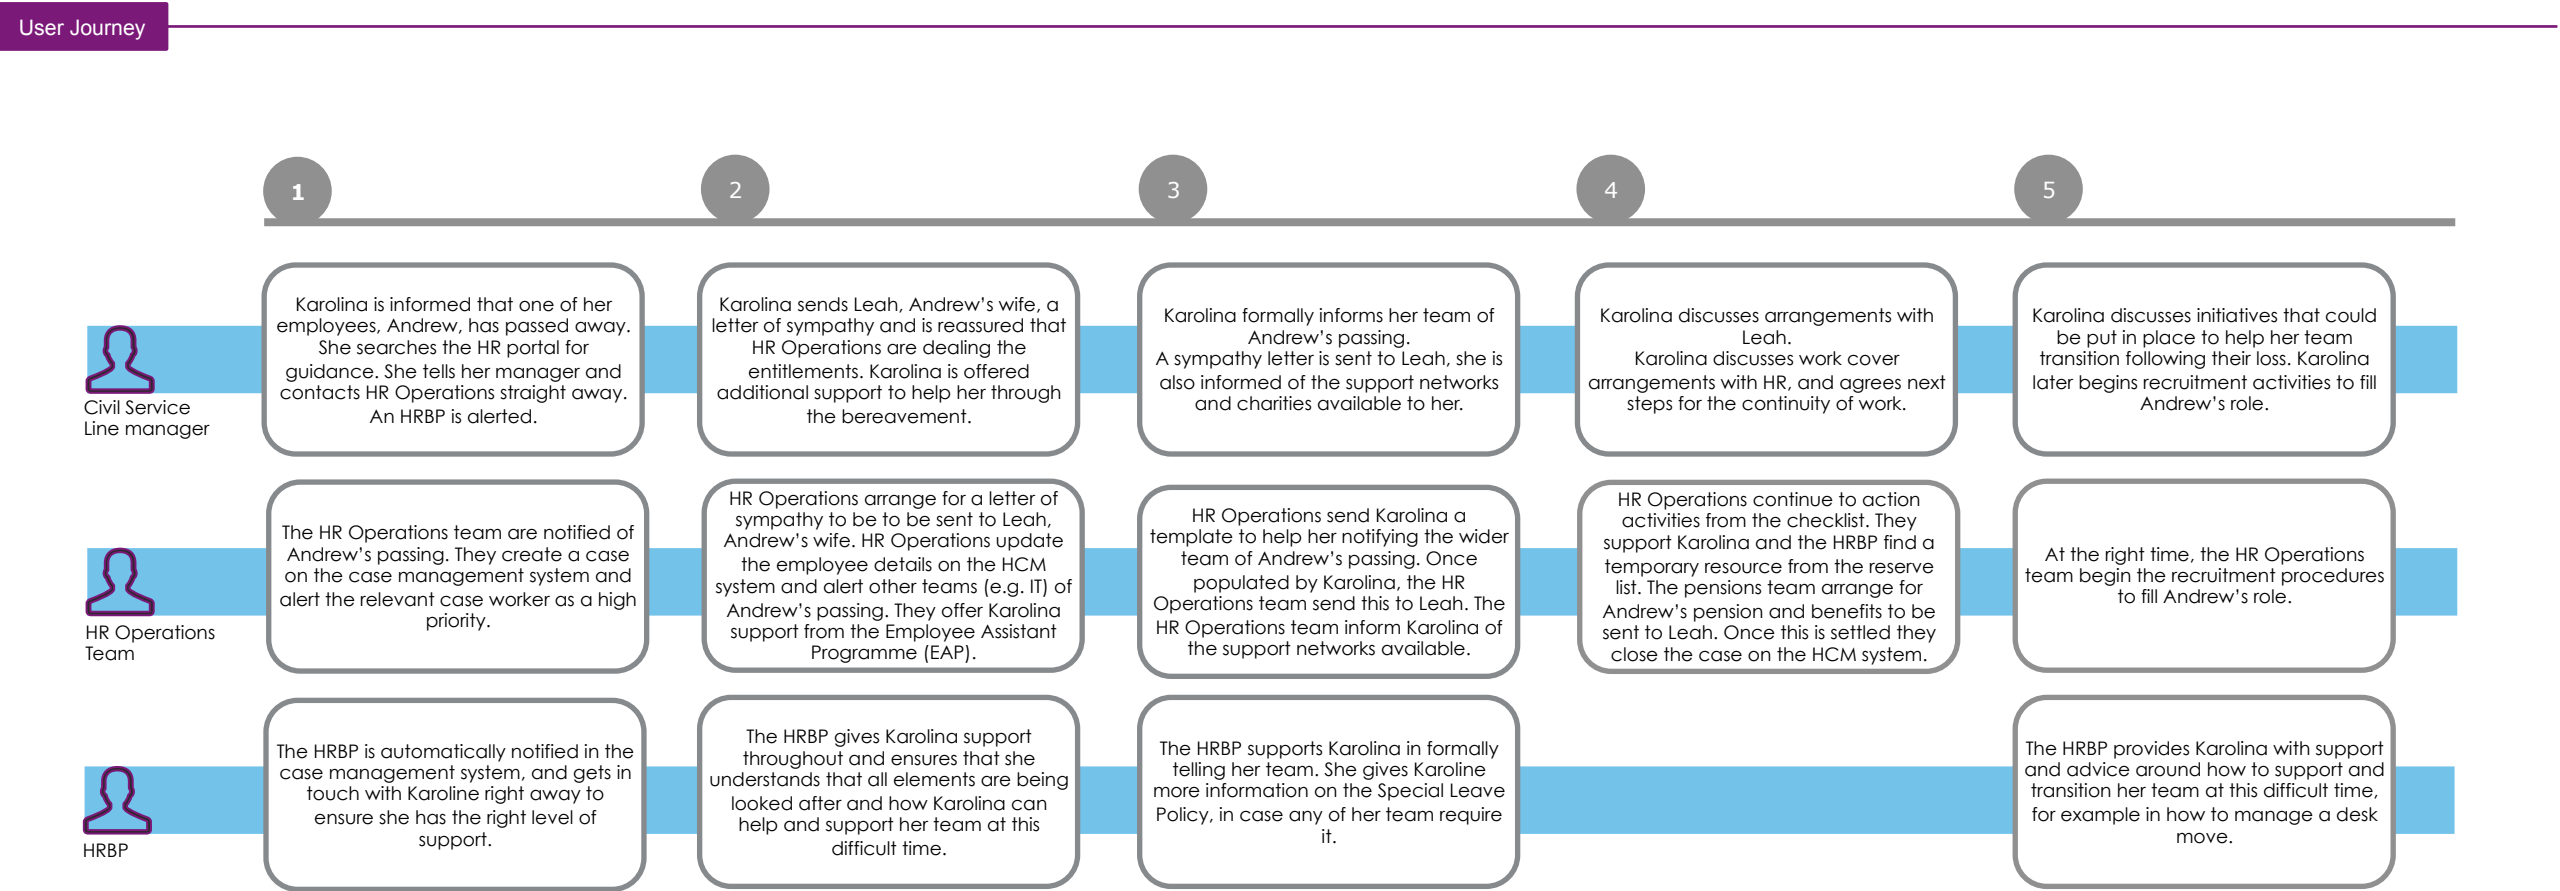 User Journey
1
2
3
4
5
Civil Service
Line manager
Karolina is informed that one of her
employees, Andrew, has passed away.
She searches the HR portal for
guidance. She tells her manager and
contacts HR Operations straight away.
An HRBP is alerted.
Karolina sends Leah, Andrew’s wife, a
letter of sympathy and is reassured that
HR Operations are dealing the
entitlements. Karolina is offered
additional support to help her through
the bereavement.
Karolina formally informs her team of
Andrew’s passing.
A sympathy letter is sent to Leah, she is
also informed of the support networks
and charities available to her.
Karolina discusses arrangements with
Leah.
Karolina discusses work cover
arrangements with HR, and agrees next
steps for the continuity of work.
Karolina discusses initiatives that could
be put in place to help her team
transition following their loss. Karolina
later begins recruitment activities to fill
Andrew’s role.
HR Operations
Team
The HR Operations team are notified of
Andrew’s passing. They create a case
on the case management system and
alert the relevant case worker as a high
priority.
HR Operations arrange for a letter of
sympathy to be to be sent to Leah,
Andrew’s wife. HR Operations update
the employee details on the HCM
system and alert other teams (e.g. IT) of
Andrew’s passing. They offer Karolina
support from the Employee Assistant
Programme (EAP).
HR Operations send Karolina a
template to help her notifying the wider
team of Andrew’s passing. Once
populated by Karolina, the HR
Operations team send this to Leah. The
HR Operations team inform Karolina of
the support networks available.
HR Operations continue to action
activities from the checklist. They
support Karolina and the HRBP find a
temporary resource from the reserve
list. The pensions team arrange for
Andrew’s pension and benefits to be
sent to Leah. Once this is settled they
close the case on the HCM system.
At the right time, the HR Operations
team begin the recruitment procedures
to fill Andrew’s role.
HRBP
The HRBP is automatically notified in the
case management system, and gets in
touch with Karoline right away to
ensure she has the right level of
support.
The HRBP gives Karolina support
throughout and ensures that she
understands that all elements are being
looked after and how Karolina can
help and support her team at this
difficult time.
The HRBP supports Karolina in formally
telling her team. She gives Karoline
more information on the Special Leave
Policy, in case any of her team require
it.
The HRBP provides Karolina with support
and advice around how to support and
transition her team at this difficult time,
for example in how to manage a desk
move.